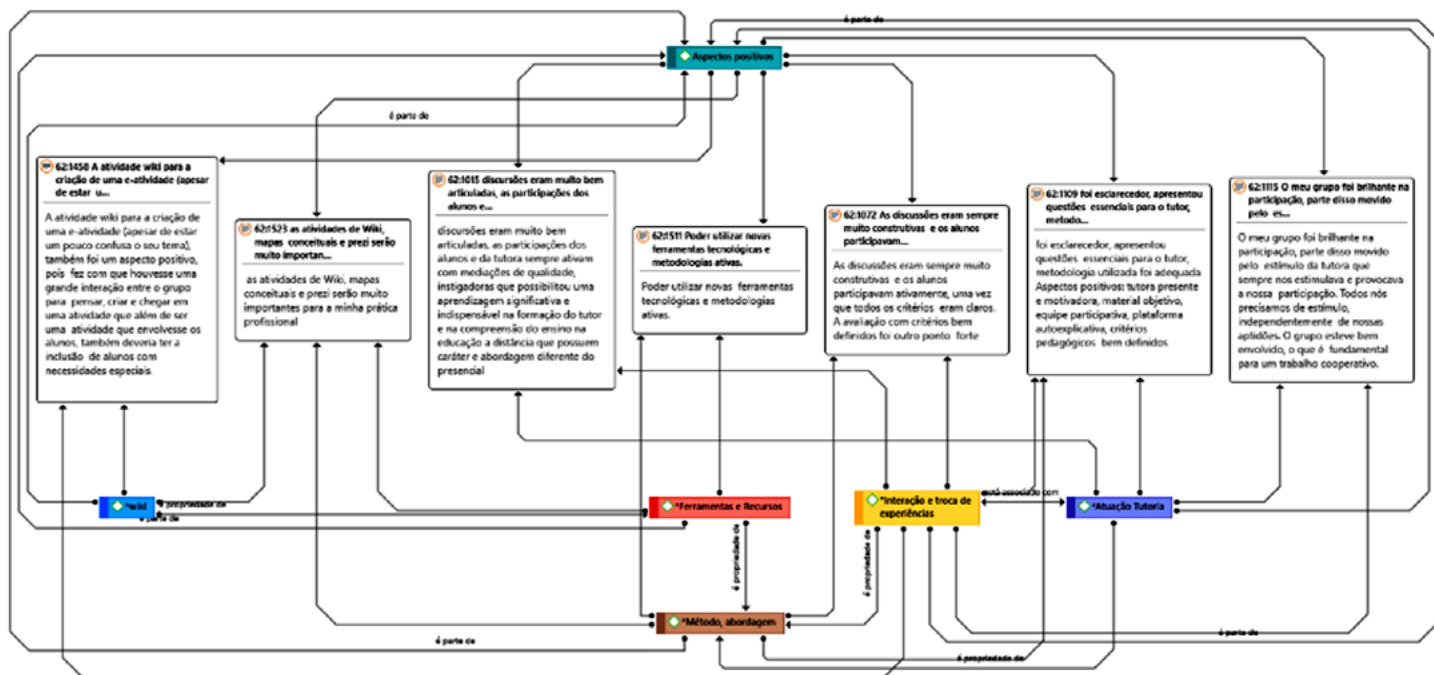 é parte de
Aspectos positivos
é parte de
62:1458 A atividade wiki para a
criação de uma e-atividade (apesar
de estar u...
A atividade wiki para a criação de
uma e-atividade (apesar de estar
um pouco confusa o seu tema),
também foi um aspecto positivo,
pois fez com que houvesse uma
grande interação entre o grupo
para pensar, criar e chegar em
uma atividade que além de ser
uma atividade que envolvesse os
alunos, também deveria ter a
inclusão de alunos com
necessidades especiais.
62:1523 as atividades de Wiki,
mapas conceituais e prezi serão
muito importan...
as atividades de Wiki, mapas
conceituais e prezi serão muito
importantes para a minha prática
profissional
62:1015 discursões eram muito bem
articuladas, as participações dos
alunos e...
discursões eram muito bem
articuladas, as participações dos
alunos e da tutora sempre ativam
com mediações de qualidade,
instigadoras que possibilitou uma
aprendizagem significativa e
indispensável na formação do tutor
e na compreensão do ensino na
educação a distância que possuem
caráter e abordagem diferente do
presencial
62:1511 Poder utilizar novas
ferramentas tecnológicas e
metodologias ativas.
Poder utilizar novas ferramentas
tecnológicas e metodologias
ativas.
62:1072 As discussões eram sempre
muito construtivas e os alunos
participavam...
As discussões eram sempre muito
construtivas e os alunos
participavam ativamente, uma vez
que todos os critérios eram claros.
A avaliação com critérios bem
definidos foi outro ponto forte
62:1109 foi esclarecedor, apresentou
questões essenciais para o tutor,
metodo...
foi esclarecedor, apresentou
questões essenciais para o tutor,
metodologia utilizada foi adequada
Aspectos positivos: tutora presente
e motivadora, material objetivo,
equipe participativa, plataforma
autoexplicativa, critérios
pedagógicos bem definidos
62:1115 O meu grupo foi brilhante na
participação, parte disso movido
pelo es...
O meu grupo foi brilhante na
participação, parte disso movido
pelo estímulo da tutora que
sempre nos estimulava e provocava
a nossa participação. Todos nós
precisamos de estímulo,
independentemente de nossas
aptidões. O grupo esteve bem
envolvido, o que é fundamental
para um trabalho cooperativo.
*wiki
é propriedade de
é parte de
*Ferramentas e Recursos
*Interação e troca de
experiências
está associado com
*Atuação Tutoria
é propriedade de
é propriedade de
*Método, abordagem
é parte de
é parte de
é propriedade de